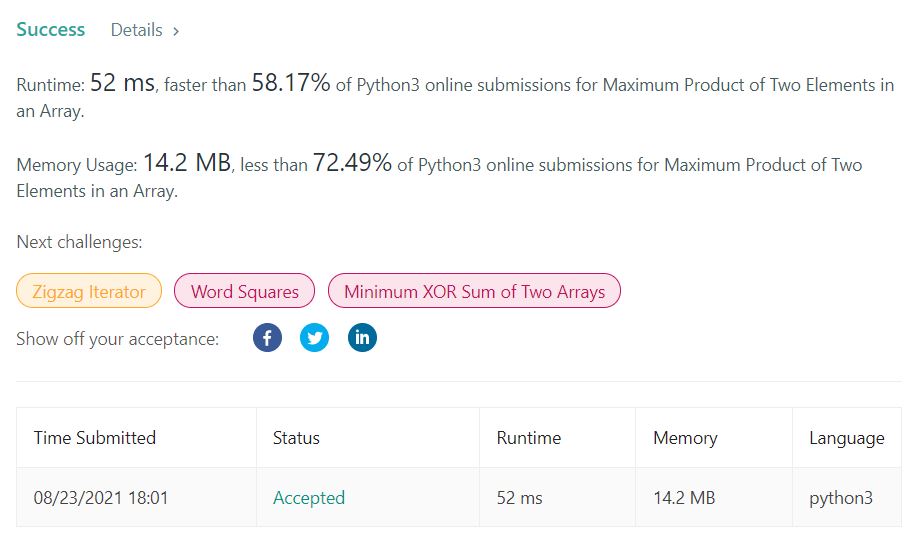 Success Details >
Runtime: 52 ms, faster than 58.17% of Python3 online submissions for Maximum Product of Two Elements in
an Array.
Memory Usage: 14.2 MB, less than 72.49% of Python3 online submissions for Maximum Product of Two
Elements in an Array.
Next challenges:
Zigzag Iterator Word Squares Minimum XOR Sum of Two Arrays
Show off your acceptance: f in
Time Submitted Status Runtime Memory Language
08/23/2021 18:01 Accepted 52 ms 14.2 MB python3